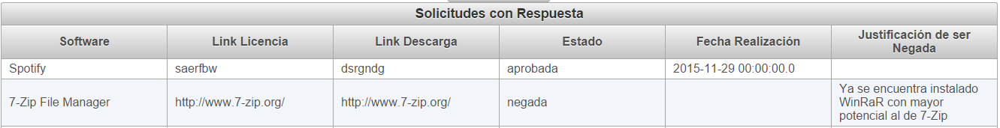 Solicitudes con Respuesta
Software Link Licencia Link Descarga Estado Fecha Realización Justificación de ser
Negada
Spotify saerfbw dsrgndg aprobada 2015-11-29 00:00:00.0
7-Zip File Manager http://www.7-zip.org/ http://www.7-zip.org/ negada Ya se encuentra instalado
WinRaR con mayor
potencial al de 7-Zip